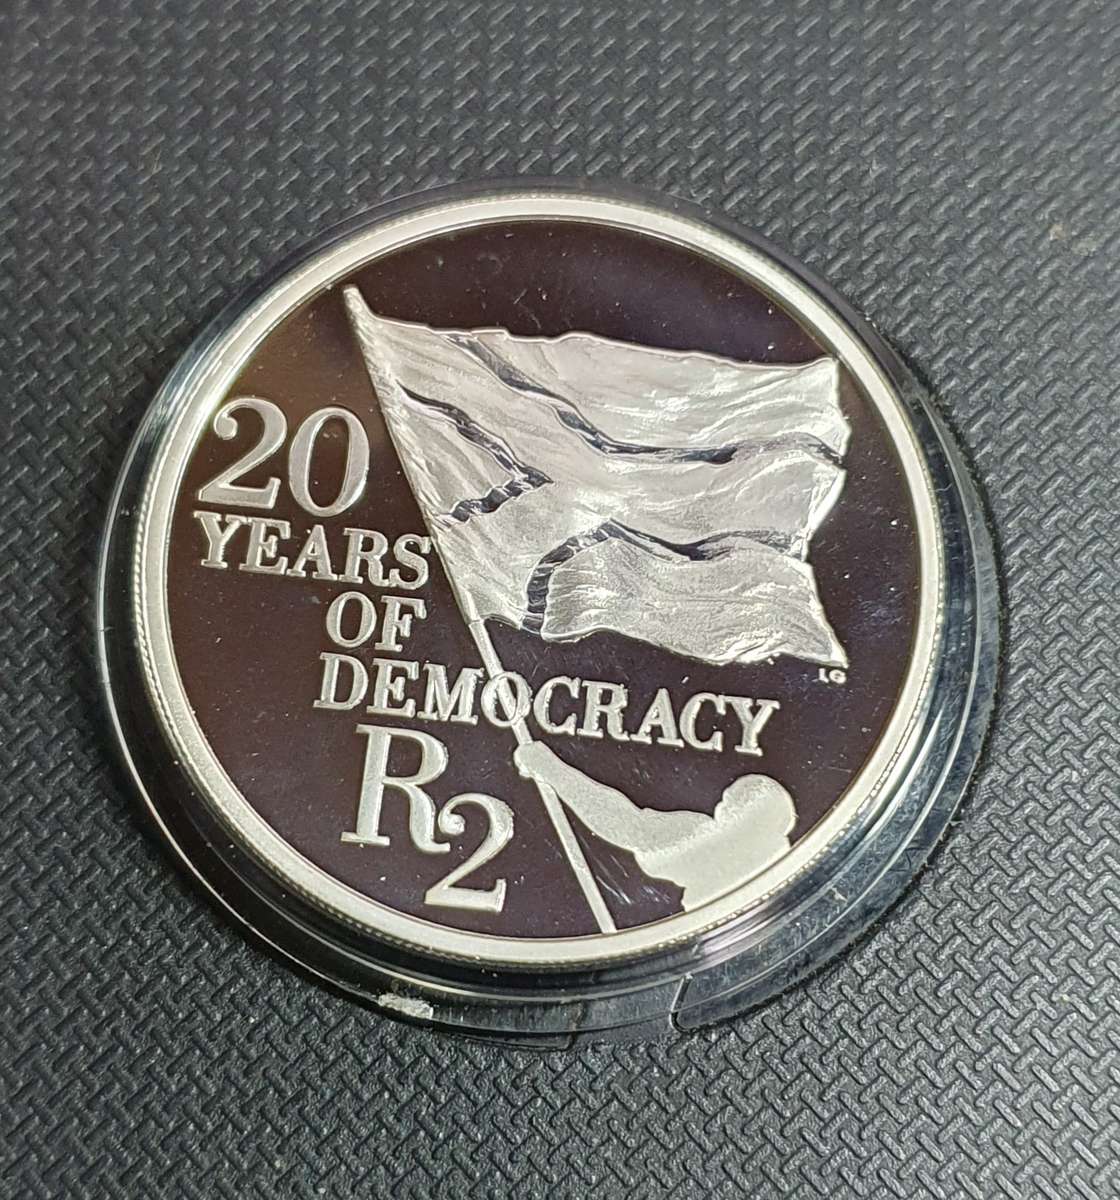 20
YEARS
OF
DEMOCRACY
R2
LG